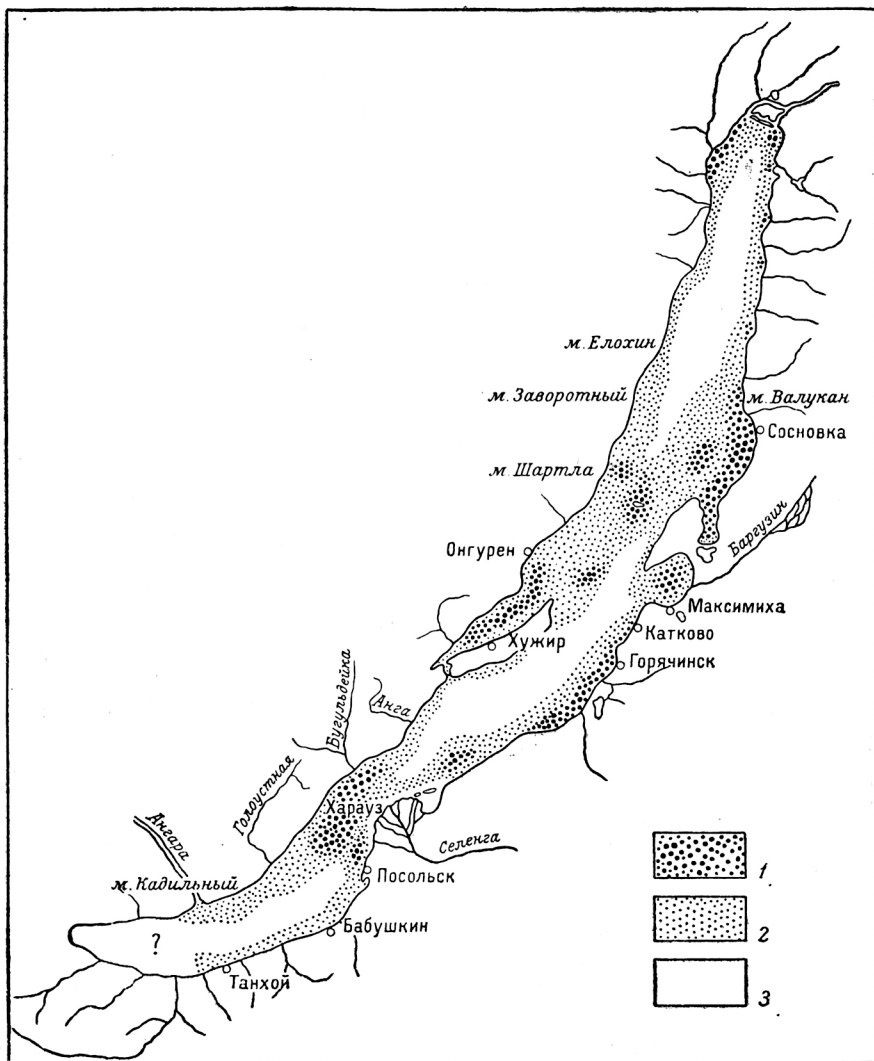 м. Елохин
м. Заворотный
м. Валукан
Сосновка
м. Шартла
Баргузин
Онгурен
Максимиха
Катково
Хужир
Горячинск
Бугульдейка
Анга
Голоустная
Харауз
Ангара
Селенга
м. Кадильный
Посольск
Бабушкин
?
Танхой
1
2
3